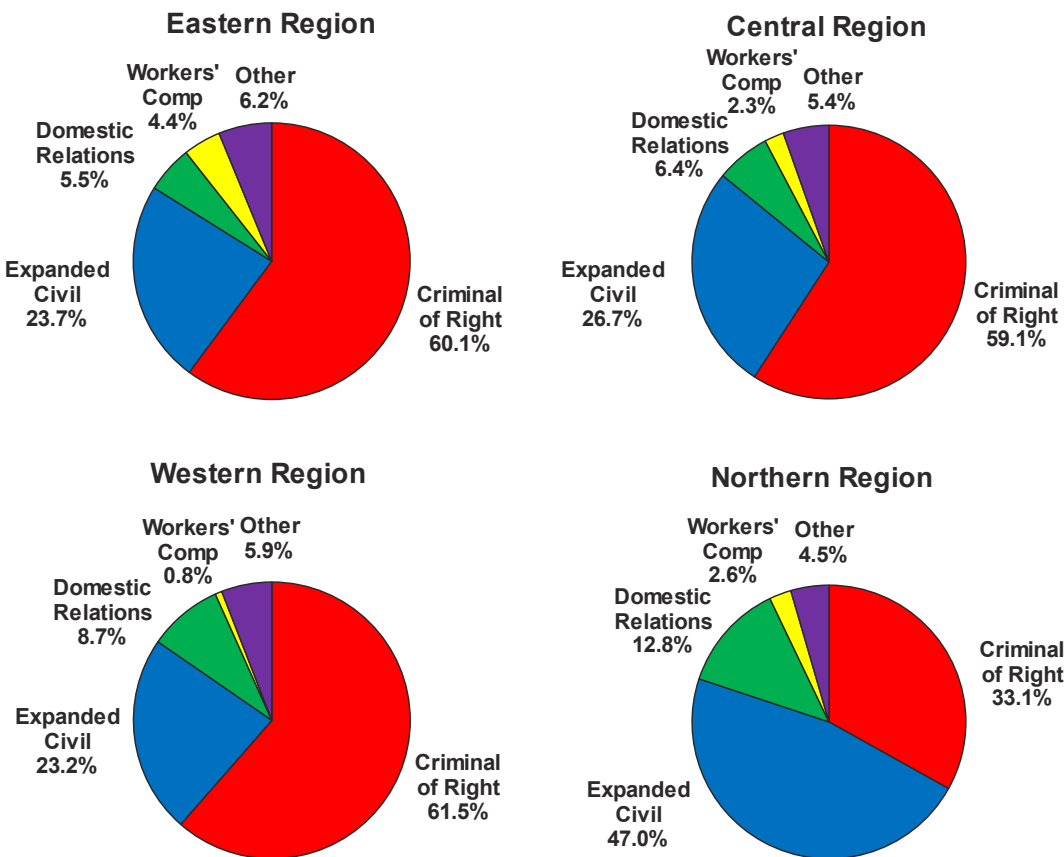 Eastern Region
Workers'
Comp
4.4%
Other
6.2%
Domestic
Relations
5.5%
Expanded
Civil
23.7%
Criminal
of Right
60.1%
Central Region
Workers'
Comp
2.3%
Other
5.4%
Domestic
Relations
6.4%
Expanded
Civil
26.7%
Criminal
of Right
59.1%
Western Region
Workers'
Comp
0.8%
Other
5.9%
Domestic
Relations
8.7%
Expanded
Civil
23.2%
Criminal
of Right
61.5%
Northern Region
Workers'
Comp
2.6%
Other
4.5%
Domestic
Relations
12.8%
Criminal
of Right
33.1%
Expanded
Civil
47.0%